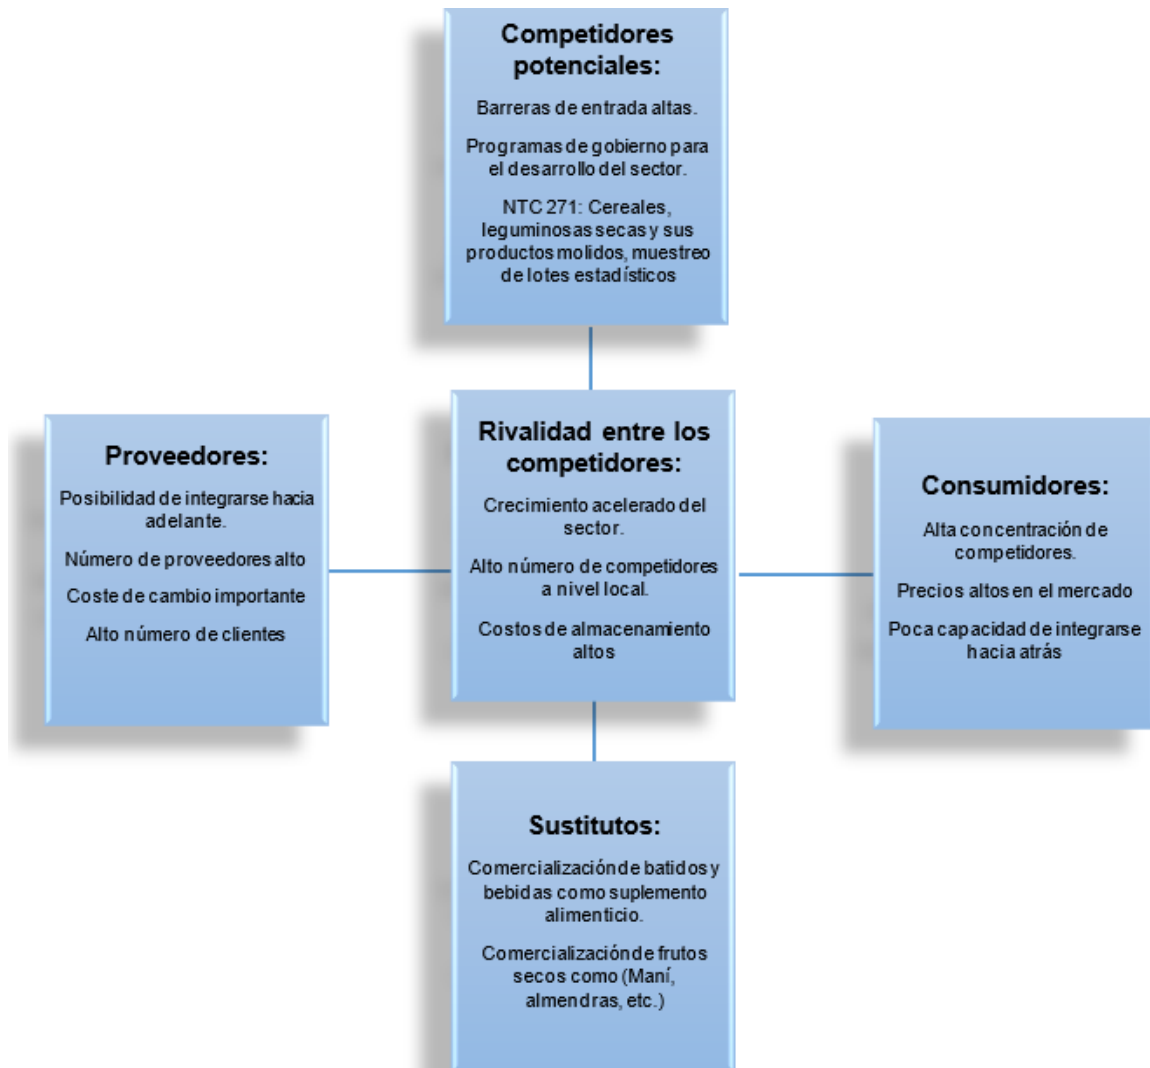 Competidores
potenciales:
Barreras de entrada altas.
Programas de gobierno para
el desarrollo del sector.
NTC 271: Cereales,
leguminosas secas y sus
productos molidos, muestreo
de lotes estadísticos
Proveedores:
Posibilidad de integrarse hacia
adelante.
Número de proveedores alto
Coste de cambio importante
Alto número de clientes
Rivalidad entre los
competidores:
Crecimiento acelerado del
sector.
Alto número de competidores
a nivel local.
Costos de almacenamiento
altos
Consumidores:
Alta concentración de
competidores.
Precios altos en el mercado
Poca capacidad de integrarse
hacia atrás
Sustitutos:
Comercialización de batidos y
bebidas como suplemento
alimenticio.
Comercialización de frutos
secos como (Maní,
almendras, etc.)